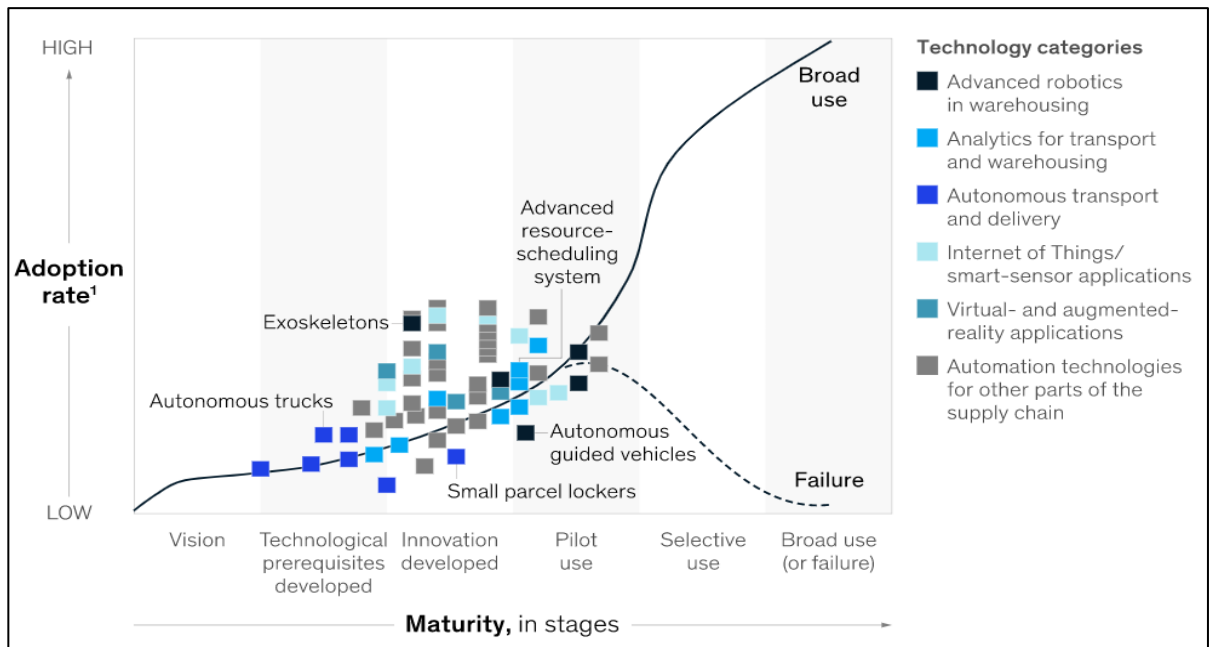 HIGH
Adoption
rate¹
LOW
Broad
use
Advanced
resource-
scheduling
system
Exoskeletons
Autonomous trucks
Autonomous
guided vehicles
Small parcel lockers
Failure
Vision
Technological
prerequisites
developed
Innovation
developed
Pilot
use
Selective
use
Broad use
(or failure)
Maturity, in stages
Technology categories
Advanced robotics
in warehousing
Analytics for transport
and warehousing
Autonomous transport
and delivery
Internet of Things/
smart-sensor applications
Virtual- and augmented-
reality applications
Automation technologies
for other parts of the
supply chain